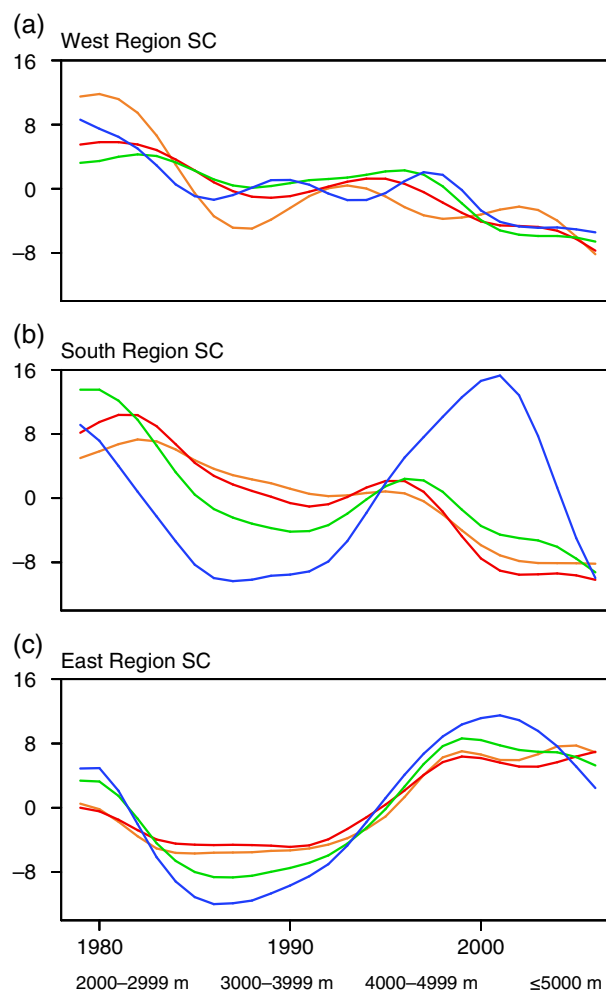 (a)
West Region SC
16
8
0
−8
(b)
South Region SC
16
8
0
−8
(c)
East Region SC
16
8
0
−8
1980 1990 2000
2000–2999 m 3000–3999 m 4000–4999 m ≤5000 m